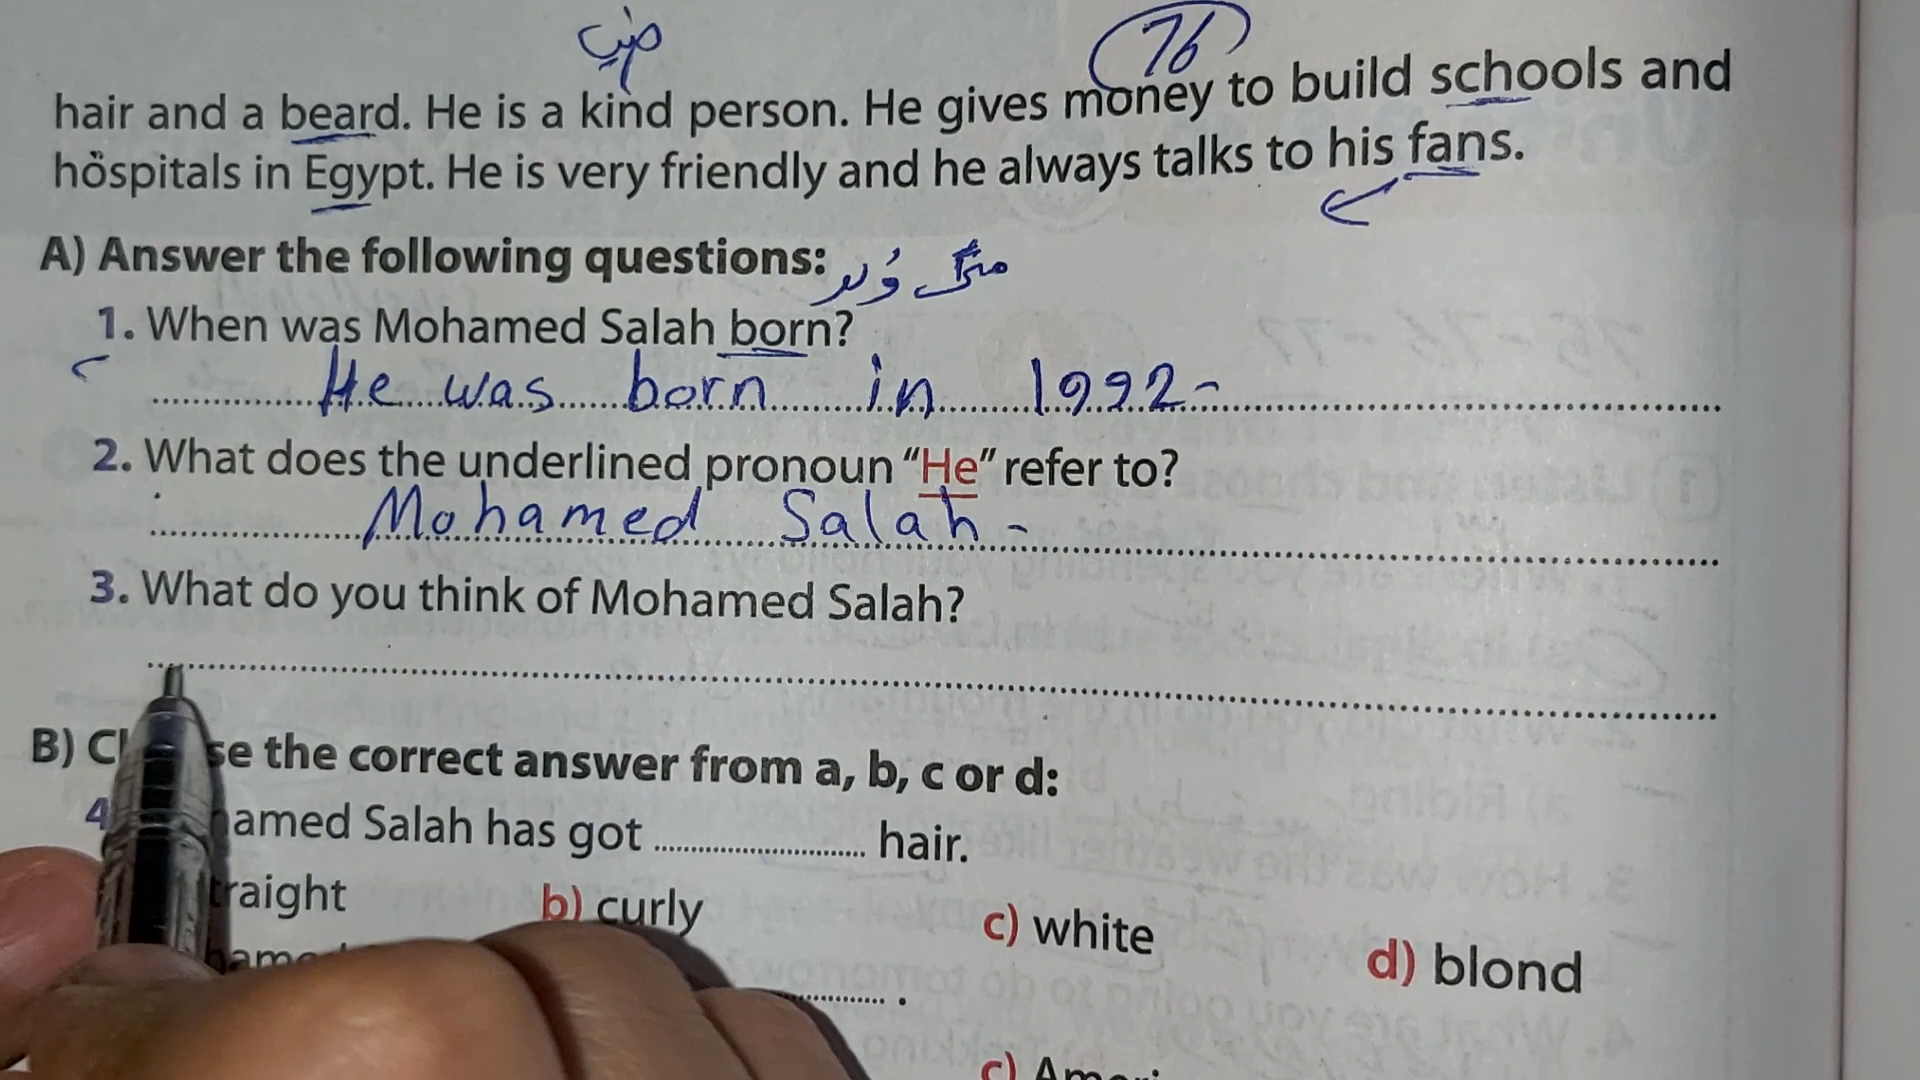 76
hair and a beard. He is a kind person. He gives money to build schools and
hospitals in Egypt. He is very friendly and he always talks to his fans.
A) Answer the following questions:
1. When was Mohamed Salah born?
He was born in 1992-
2. What does the underlined pronoun “He” refer to?
Mohamed Salah -
3. What do you think of Mohamed Salah?
B) se the correct answer from a, b, c or d:
4 amed Salah has got ............ hair.
traight b) curly c) white d) blond
c)